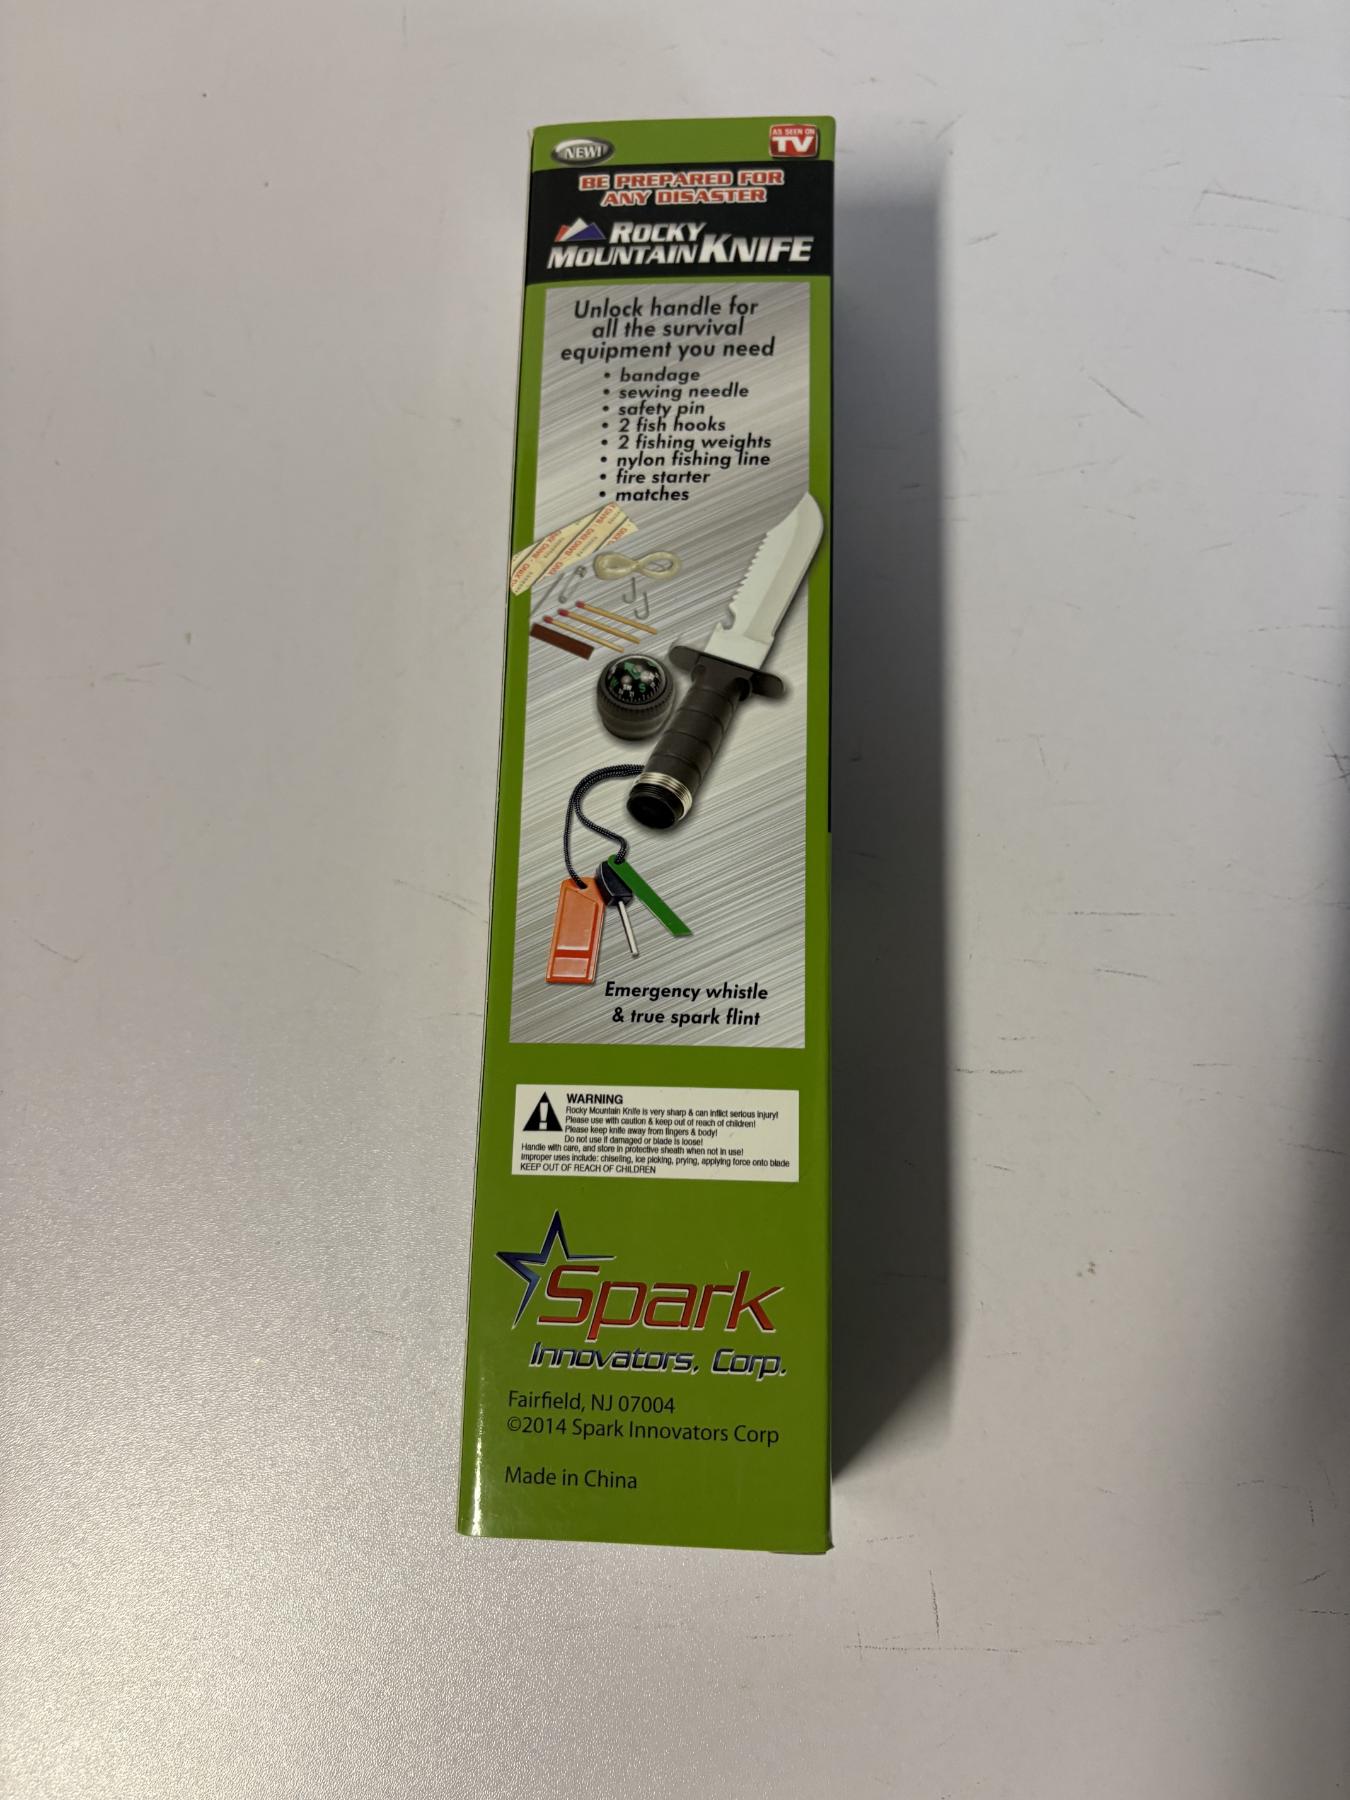 NEW!
AS SEEN ON
TV
BE PREPARED FOR
ANY DISASTER
ROCKY
MOUNTAIN KNIFE
Unlock handle for
all the survival
equipment you need
• bandage
• sewing needle
• safety pin
• 2 fish hooks
• 2 fishing weights
• nylon fishing line
• fire starter
• matches
Emergency whistle
& true spark flint
WARNING
Rocky Mountain Knife is very sharp & can inflict serious injury!
Please use with caution & keep out of reach of children!
Please keep knife away from fingers & body!
Do not use if damaged or blade is loose!
Handle with care, and store in protective sheath when not in use!
Improper uses include: chiseling, ice picking, prying, applying force onto blade
KEEP OUT OF REACH OF CHILDREN
Spark
Innovators, Corp.
Fairfield, NJ 07004
©2014 Spark Innovators Corp
Made in China